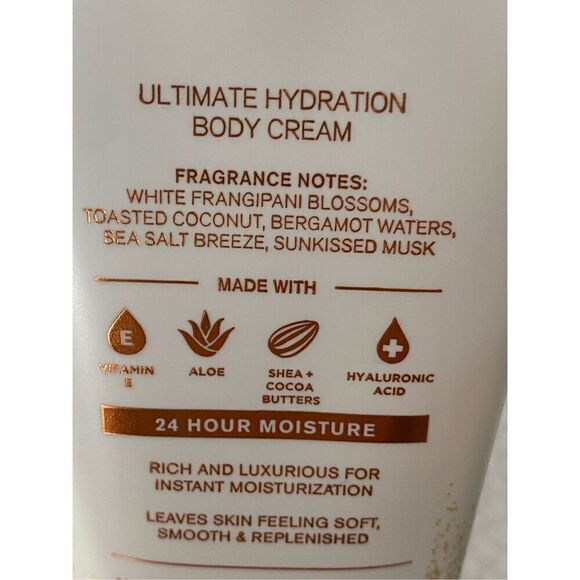 ULTIMATE HYDRATION
BODY CREAM
FRAGRANCE NOTES:
WHITE FRANGIPANI BLOSSOMS,
TOASTED COCONUT, BERGAMOT WATERS,
SEA SALT BREEZE, SUNKISSED MUSK
MADE WITH
E
VITAMIN
E
ALOE
SHEA +
COCOA
BUTTERS
HYALURONIC
ACID
24 HOUR MOISTURE
RICH AND LUXURIOUS FOR
INSTANT MOISTURIZATION
LEAVES SKIN FEELING SOFT,
SMOOTH & REPLENISHED